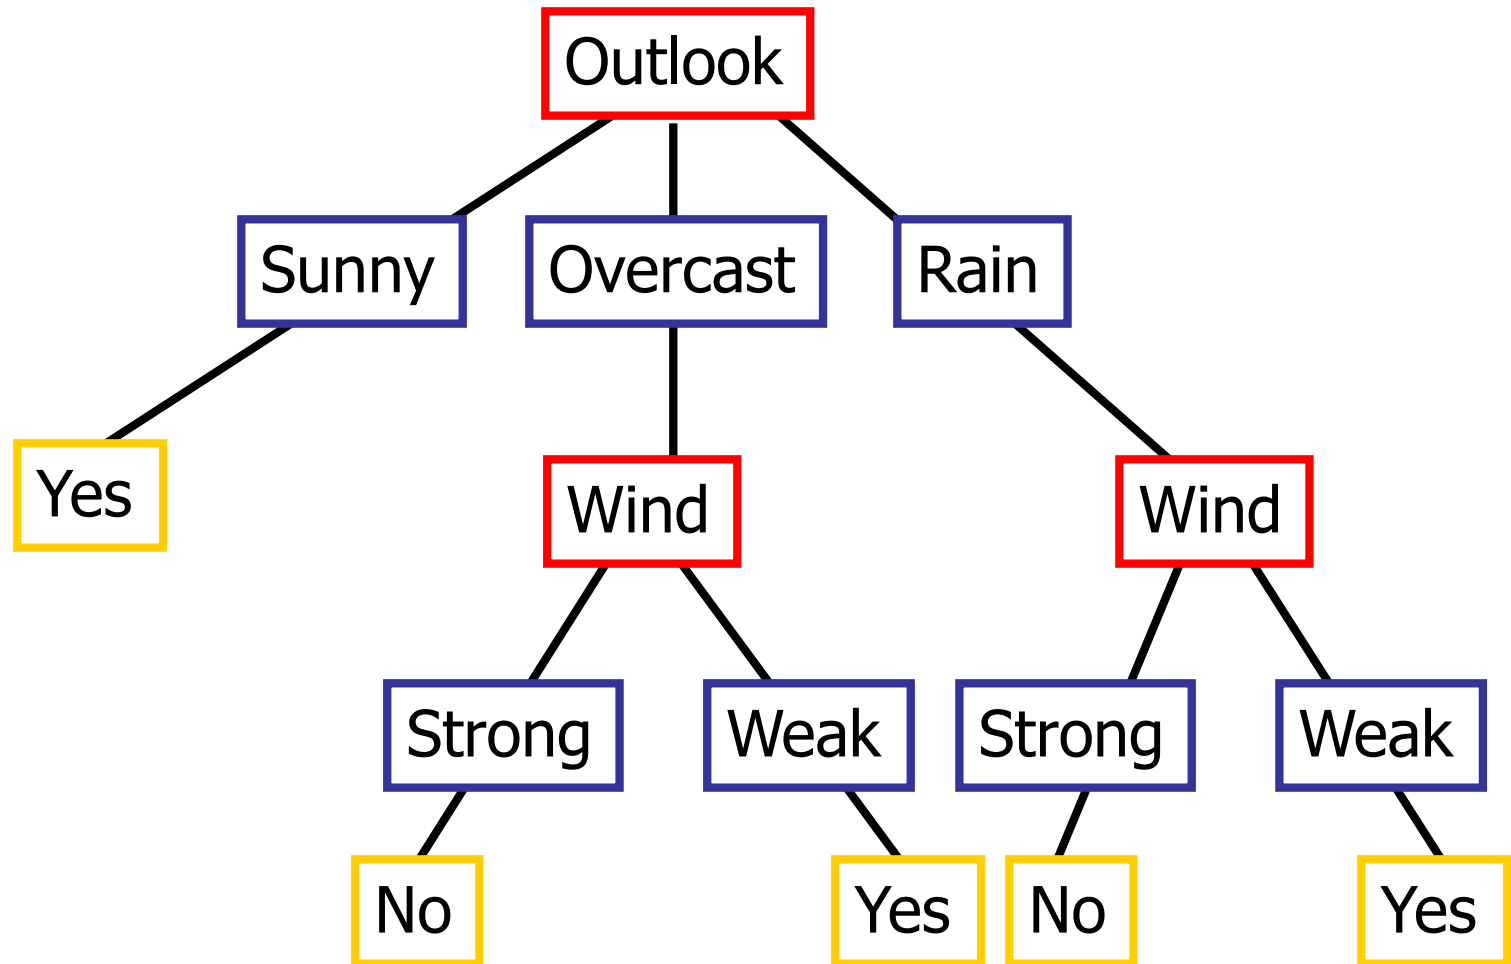 Outlook
Sunny
Overcast
Rain
Yes
Wind
Wind
Strong
Weak
Strong
Weak
No
Yes
No
Yes